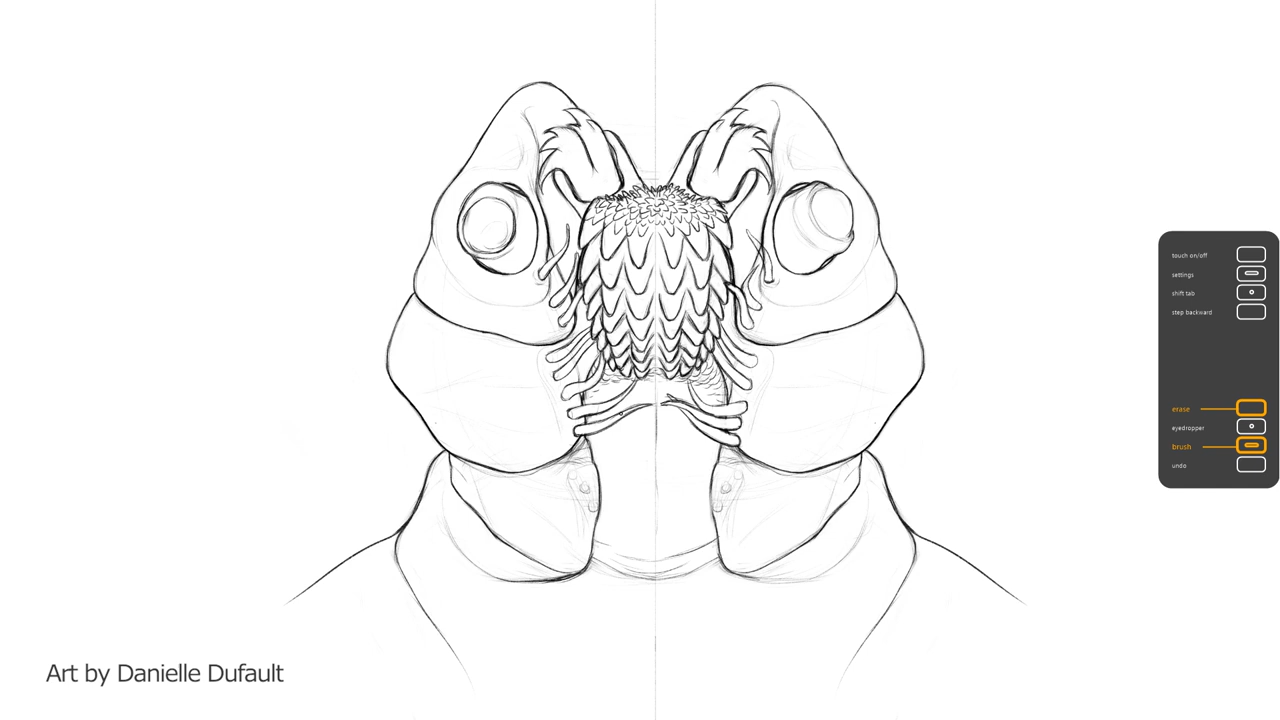 touch on/off
settings
shift tab
step backward
erase
eyedropper
brush
undo
Art by Danielle Dufault